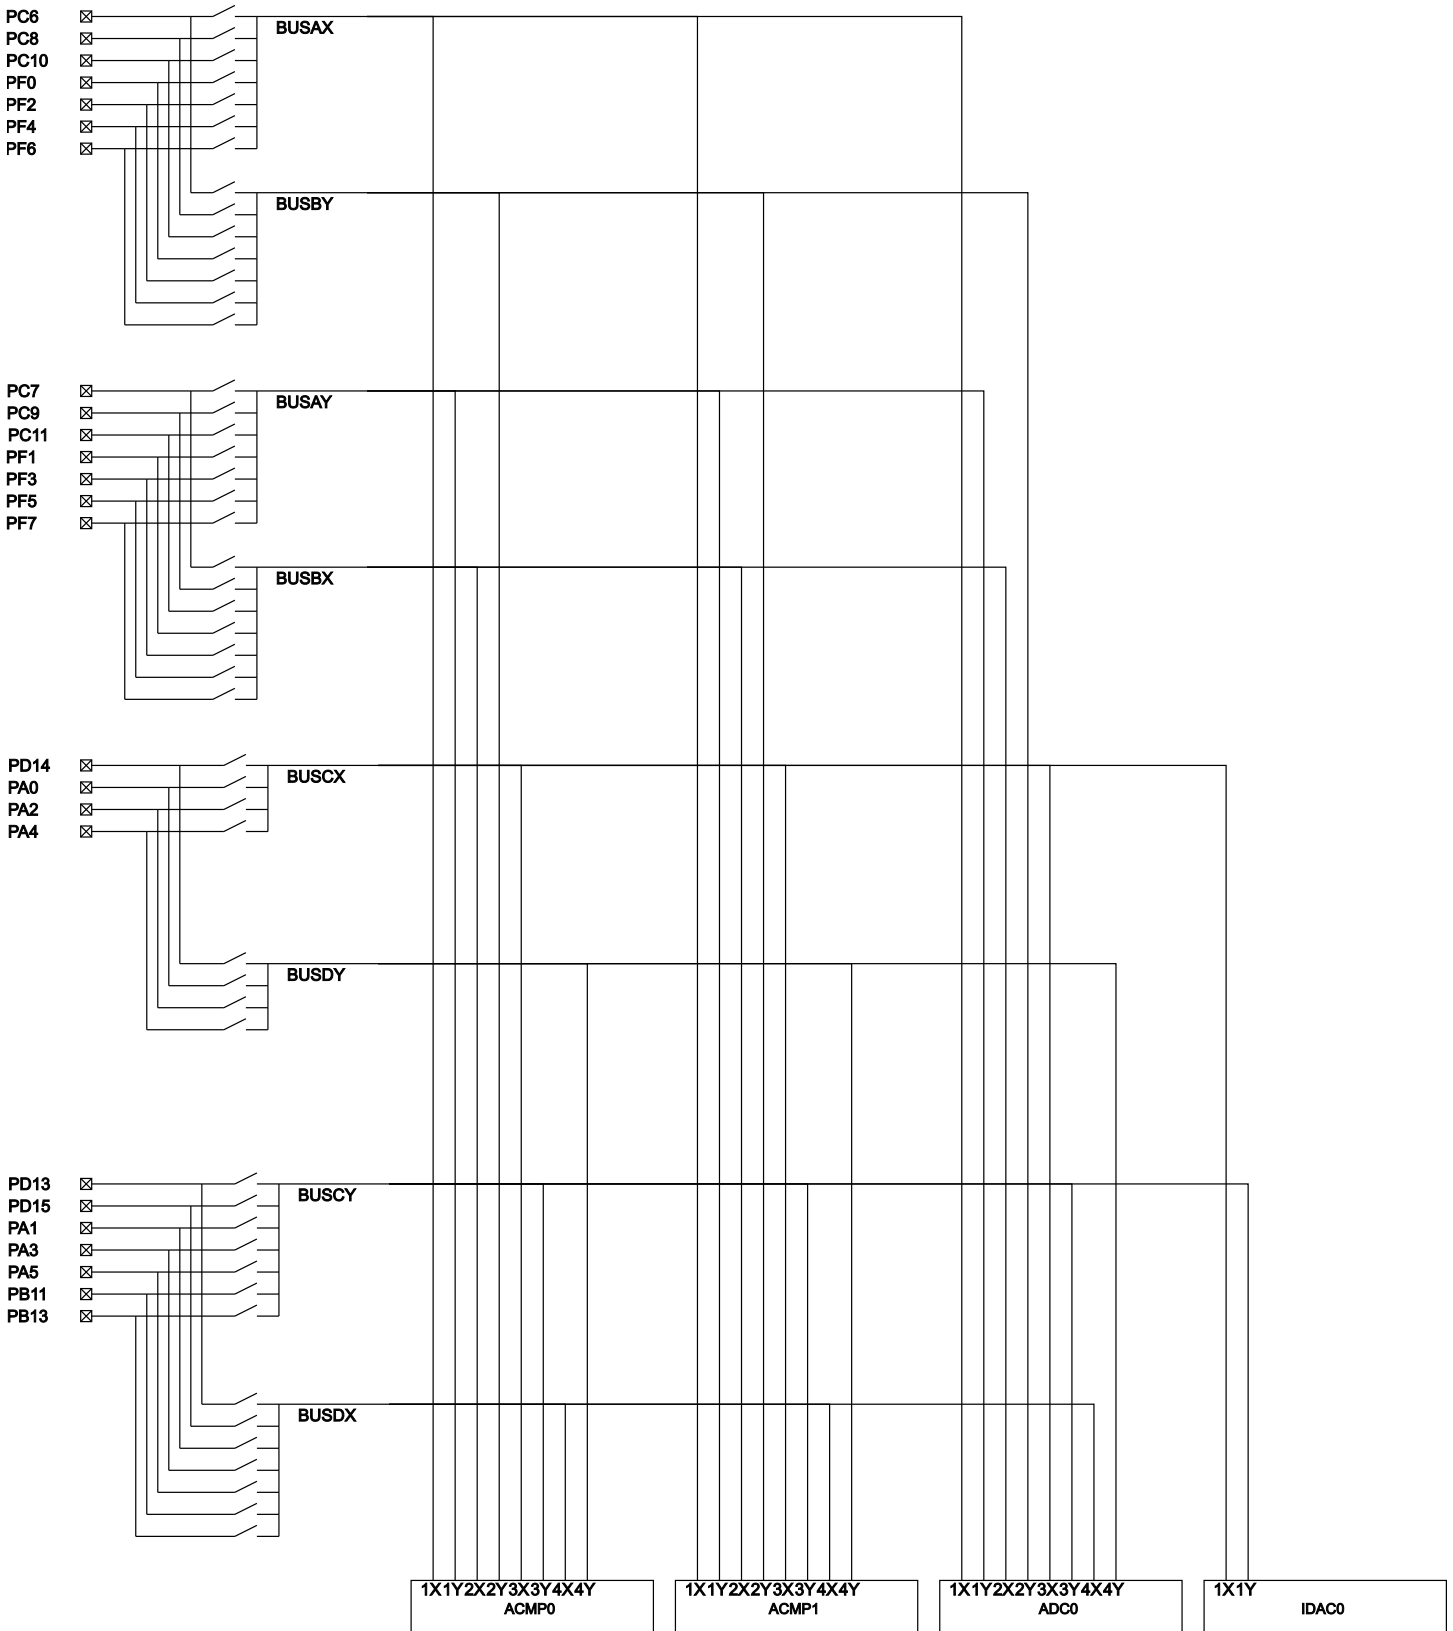 PC6
BUSAX
PC8
PC10
PF0
PF2
PF4
PF6
BUSBY
PC7
BUSAY
PC9
PC11
PF1
PF3
PF5
PF7
BUSBX
PD14
BUSCX
PA0
PA2
PA4
BUSDY
PD13
BUSCY
PD15
PA1
PA3
PA5
PB11
PB13
BUSDX
1X1Y2X2Y3X3Y4X4Y
ACMP0
1X1Y2X2Y3X3Y4X4Y
ACMP1
1X1Y2X2Y3X3Y4X4Y
ADC0
1X1Y
IDAC0